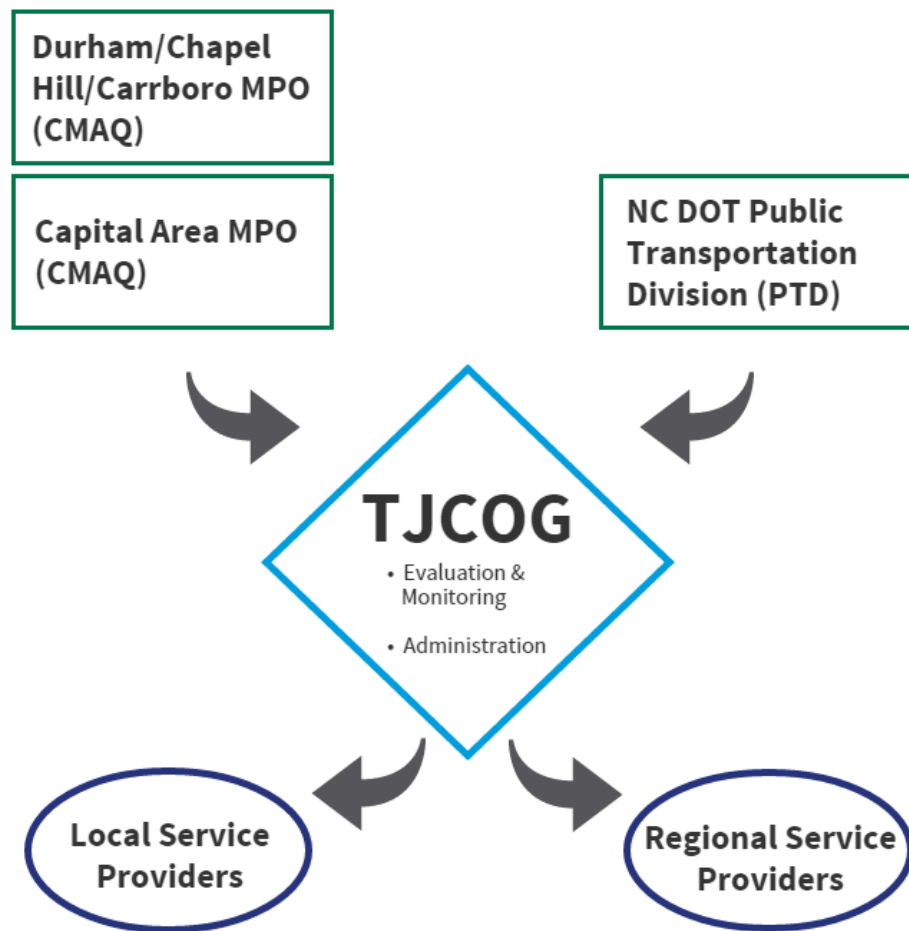 Durham/Chapel
Hill/Carrboro MPO
(CMAQ)
Capital Area MPO
(CMAQ)
NC DOT Public
Transportation
Division (PTD)
TJCOG
• Evaluation &
Monitoring
• Administration
Local Service
Providers
Regional Service
Providers